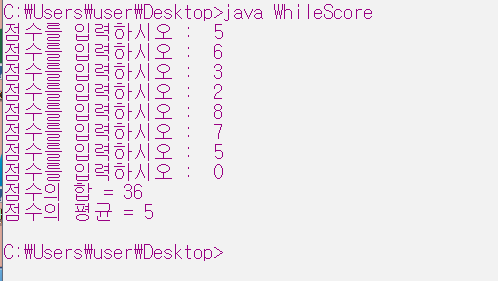 C:₩Users₩user₩Desktop>java WhileScore
점수를 입력하시오 : 5
점수를 입력하시오 : 6
점수를 입력하시오 : 3
점수를 입력하시오 : 2
점수를 입력하시오 : 8
점수를 입력하시오 : 7
점수를 입력하시오 : 5
점수를 입력하시오 : 0
점수의 합 = 36
점수의 평균 = 5
C:₩Users₩user₩Desktop>